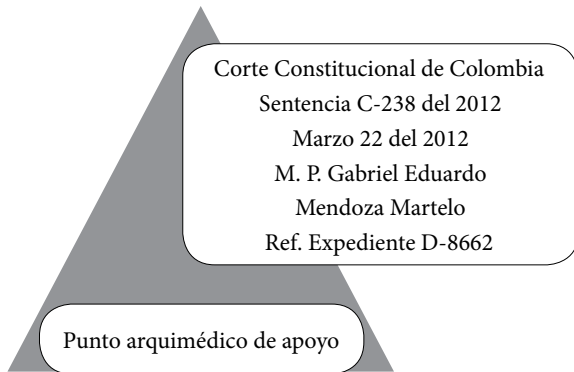 Corte Constitucional de Colombia
Sentencia C-238 del 2012
Marzo 22 del 2012
M. P. Gabriel Eduardo
Mendoza Martelo
Ref. Expediente D-8662
Punto arquimédico de apoyo